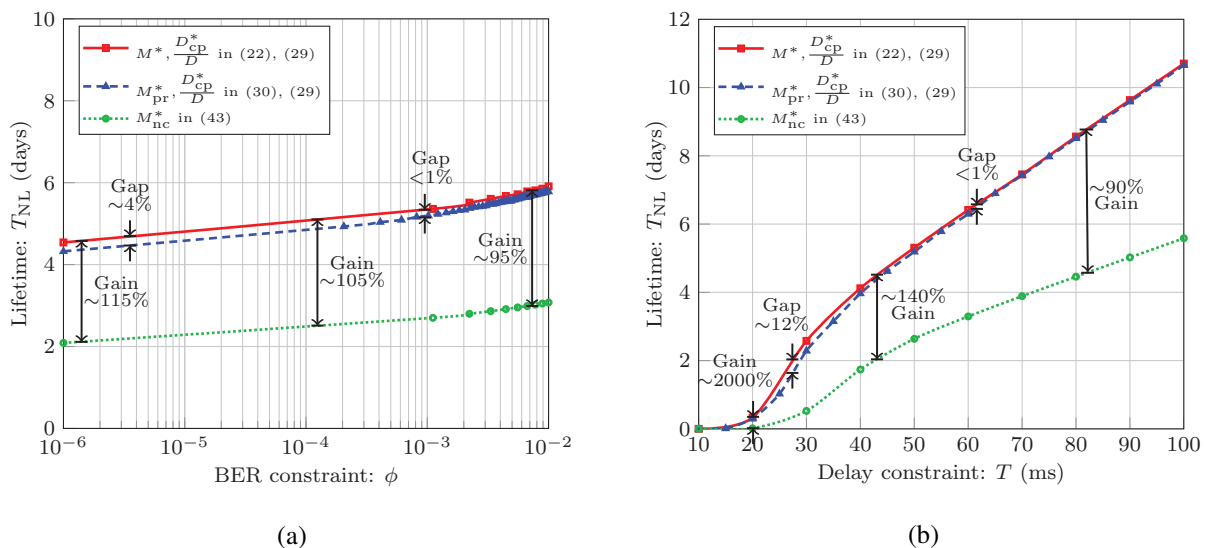 10
8
6
4
2
0
Lifetime: T_NL (days)
M*, D*_cp/D in (22), (29)
M*_pr, D*_cp/D in (30), (29)
M*_nc in (43)
Gap
~4%
Gap
<1%
Gain
~115%
Gain
~105%
Gain
~95%
10^−6
10^−5
10^−4
10^−3
10^−2
BER constraint: ϕ
(a)
12
10
8
6
4
2
0
Lifetime: T_NL (days)
M*, D*_cp/D in (22), (29)
M*_pr, D*_cp/D in (30), (29)
M*_nc in (43)
Gap
<1%
~90%
Gain
Gap
~12%
~140%
Gain
Gain
~2000%
10 20 30 40 50 60 70 80 90 100
Delay constraint: T (ms)
(b)